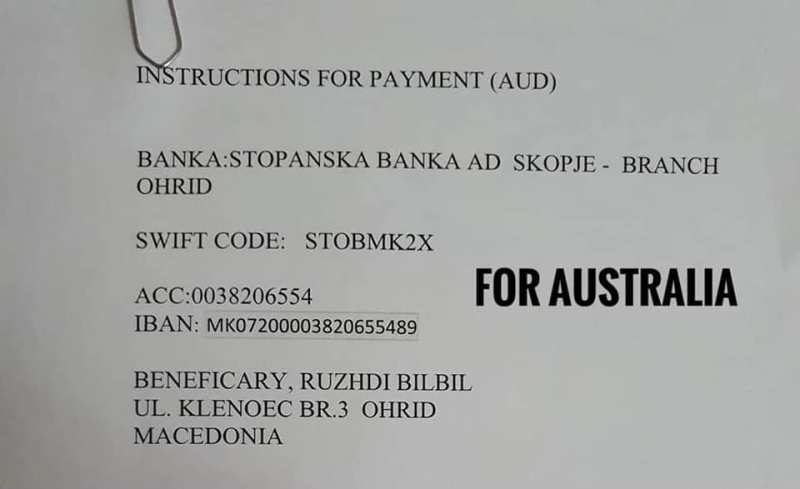 INSTRUCTIONS FOR PAYMENT (AUD)
BANKA:STOPANSKA BANKA AD SKOPJE - BRANCH
OHRID
SWIFT CODE: STOBMK2X
FOR AUSTRALIA
ACC:0038206554
IBAN: MK07200003820655489
BENEFICARY, RUZHDI BILBIL
UL. KLENOEC BR.3 OHRID
MACEDONIA